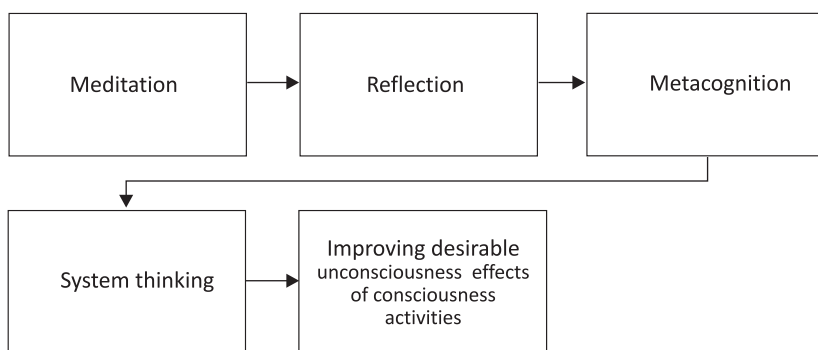 Meditation
Reflection
Metacognition
System thinking
Improving desirable
unconsciousness effects
of consciousness
activities